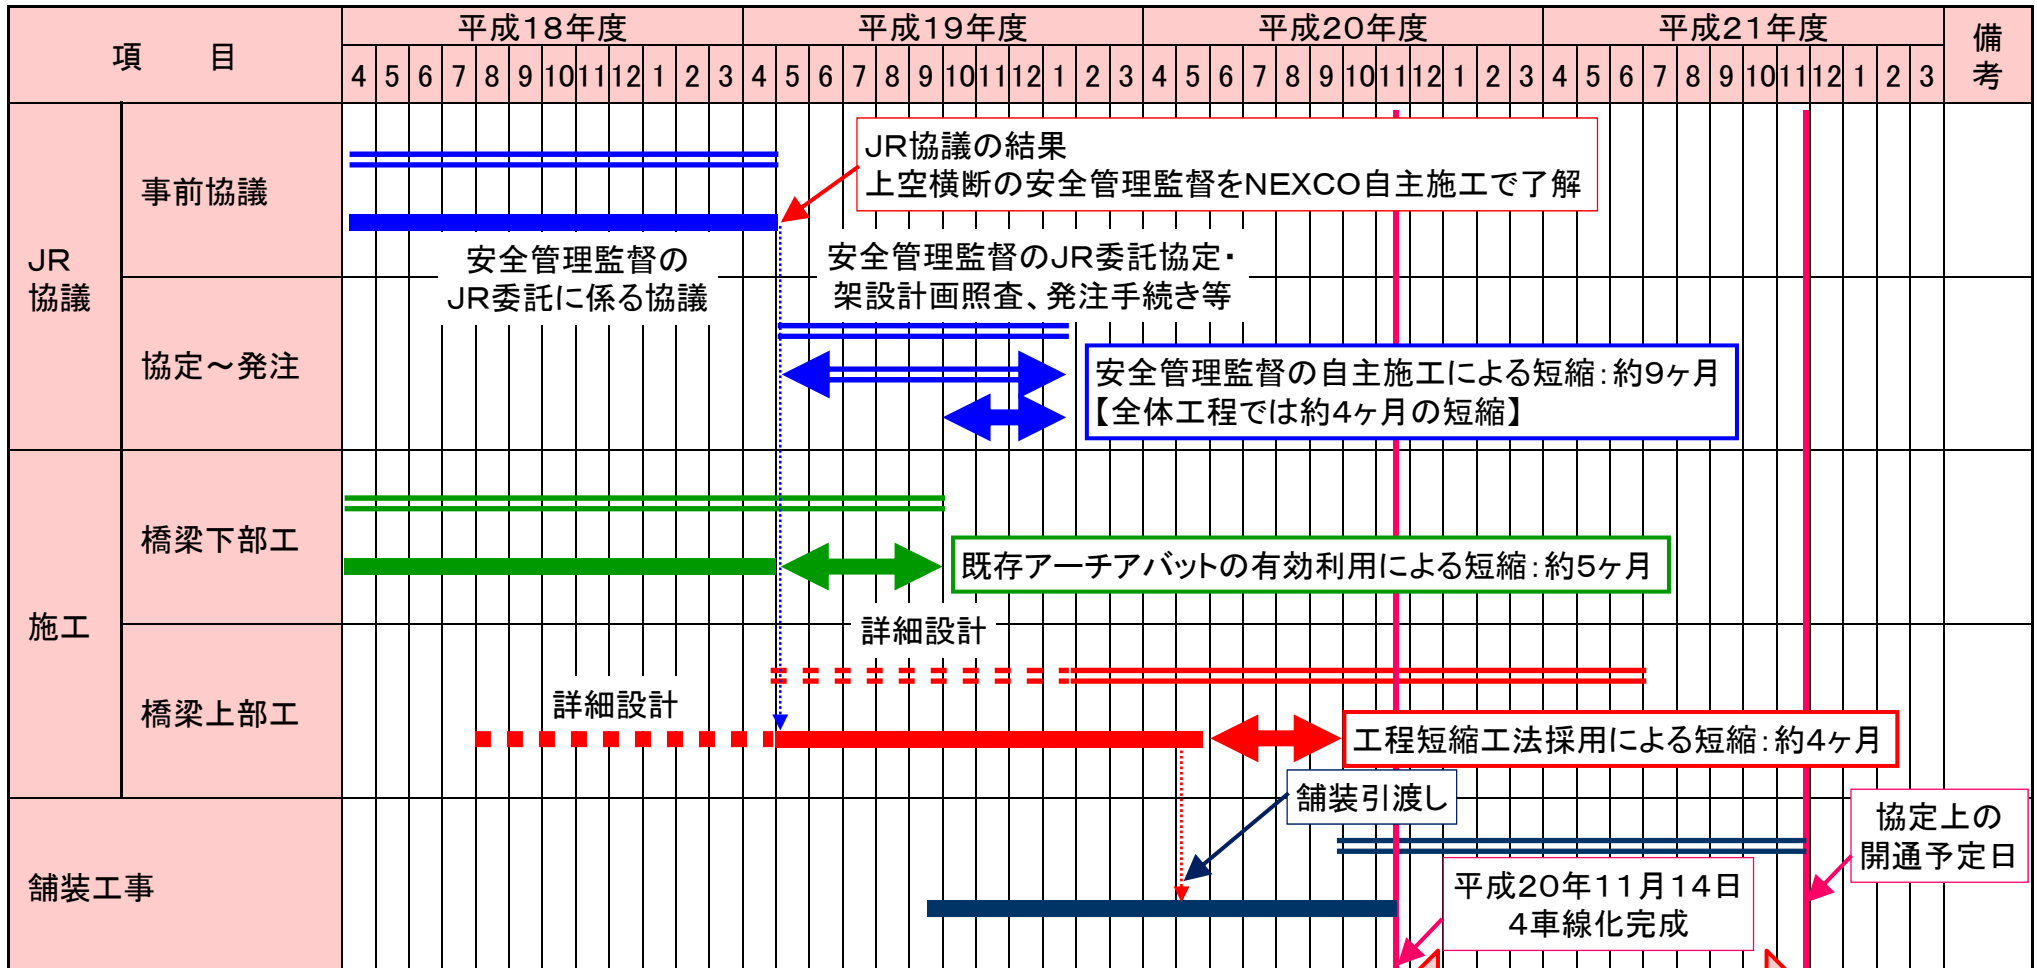 項 目
平成18年度
平成19年度
平成20年度
平成21年度
備考
4 5 6 7 8 9 10 11 12 1 2 3 4 5 6 7 8 9 10 11 12 1 2 3 4 5 6 7 8 9 10 11 12 1 2 3 4 5 6 7 8 9 10 11 12 1 2 3
JR
協議
事前協議
JR協議の結果
上空横断の安全管理監督をNEXCO自主施工で了解
安全管理監督の
JR委託に係る協議
安全管理監督のJR委託協定・
架設計画照査、発注手続き等
協定～発注
安全管理監督の自主施工による短縮：約9ヶ月
【全体工程では約4ヶ月の短縮】
施工
橋梁下部工
既存アーチアバットの有効利用による短縮：約5ヶ月
橋梁上部工
詳細設計
詳細設計
工程短縮工法採用による短縮：約4ヶ月
舗装工事
舗装引渡し
協定上の
開通予定日
平成20年11月14日
4車線化完成